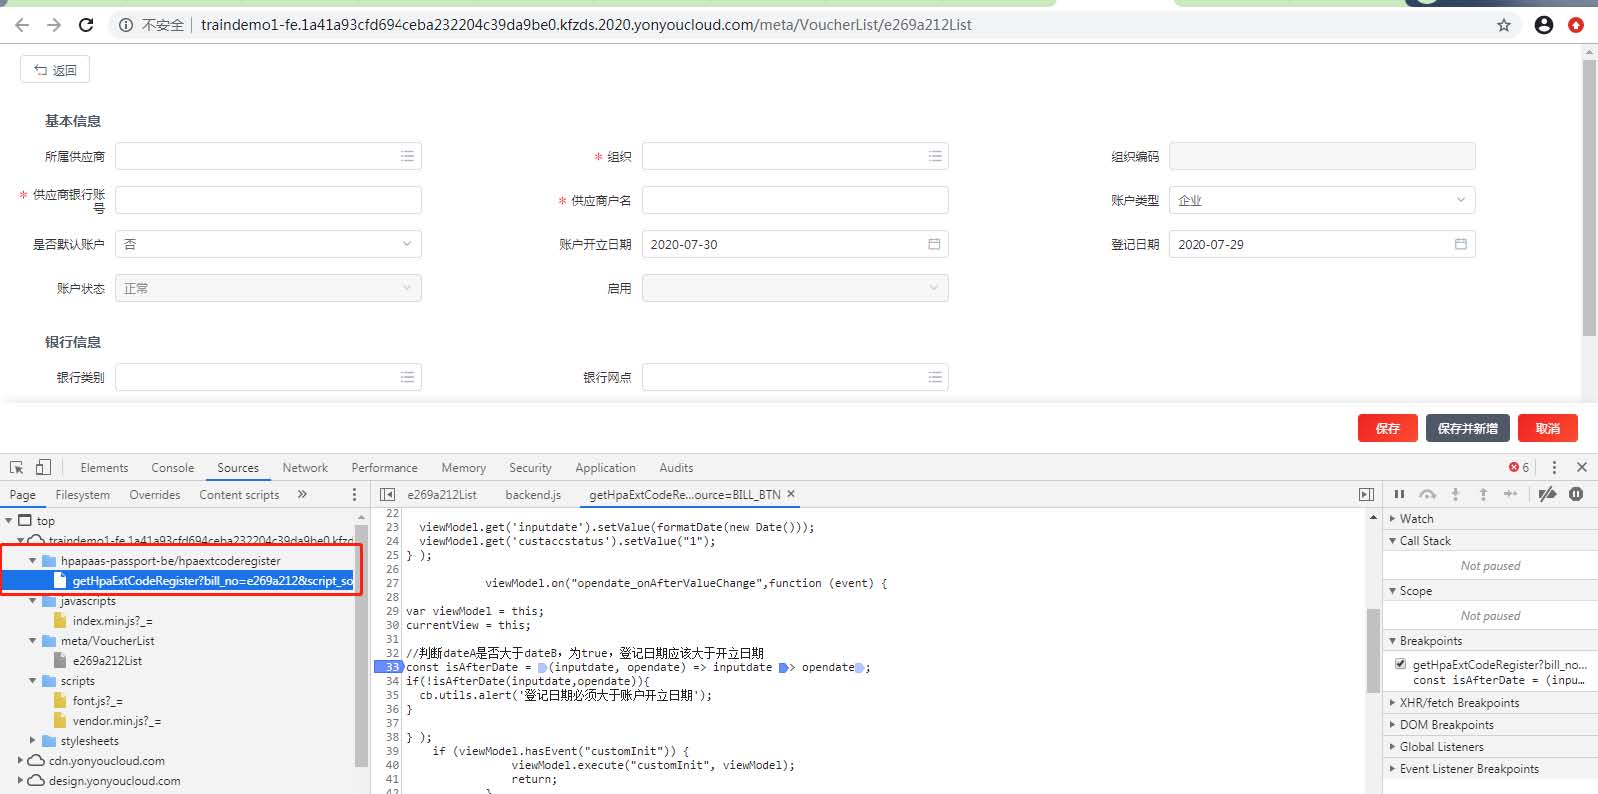 不安全 traindemo1-fe.1a41a93cfd694ceba232204c39da9be0.kfzds.2020.yonyoucloud.com/meta/VoucherList/e269a212List
返回
基本信息
所属供应商 * 组织 组织编码
* 供应商银行账号 * 供应商户名 账户类型 企业
是否默认账户 否 账户开立日期 2020-07-30 登记日期 2020-07-29
账户状态 正常 启用
银行信息
银行类别 银行网点
保存 保存并新增 取消
Elements Console Sources Network Performance Memory Security Application Audits 6
Page Filesystem Overrides Content scripts » e269a212List backend.js getHpaExtCodeRe...ource=BILL_BTN ×
top
traindemo1-fe.1a41a93cfd694ceba232204c39da9be0.kfzd
hpapaas-passport-be/hpaextcoderegister
getHpaExtCodeRegister?bill_no=e269a212&script_so
javascripts
index.min.js?_=
meta/VoucherList
e269a212List
scripts
font.js?_=
vendor.min.js?_=
stylesheets
cdn.yonyoucloud.com
design.yonyoucloud.com
22
23 viewModel.get('inputdate').setValue(formatDate(new Date()));
24 viewModel.get('custaccstatus').setValue("1");
25 } );
26
27 viewModel.on("opendate_onAfterValueChange",function (event) {
28
29 var viewModel = this;
30 currentView = this;
31
32 //判断dateA是否大于dateB，为true，登记日期应该大于开立日期
33 const isAfterDate = (inputdate, opendate) => inputdate > opendate;
34 if(!isAfterDate(inputdate,opendate)){
35 cb.utils.alert('登记日期必须大于账户开立日期');
36 }
37
38 } );
39 if (viewModel.hasEvent("customInit")) {
40 viewModel.execute("customInit", viewModel);
41 return;
42 }
Watch
Call Stack
Not paused
Scope
Not paused
Breakpoints
getHpaExtCodeRegister?bill_no...
const isAfterDate = (inpu...
XHR/fetch Breakpoints
DOM Breakpoints
Global Listeners
Event Listener Breakpoints